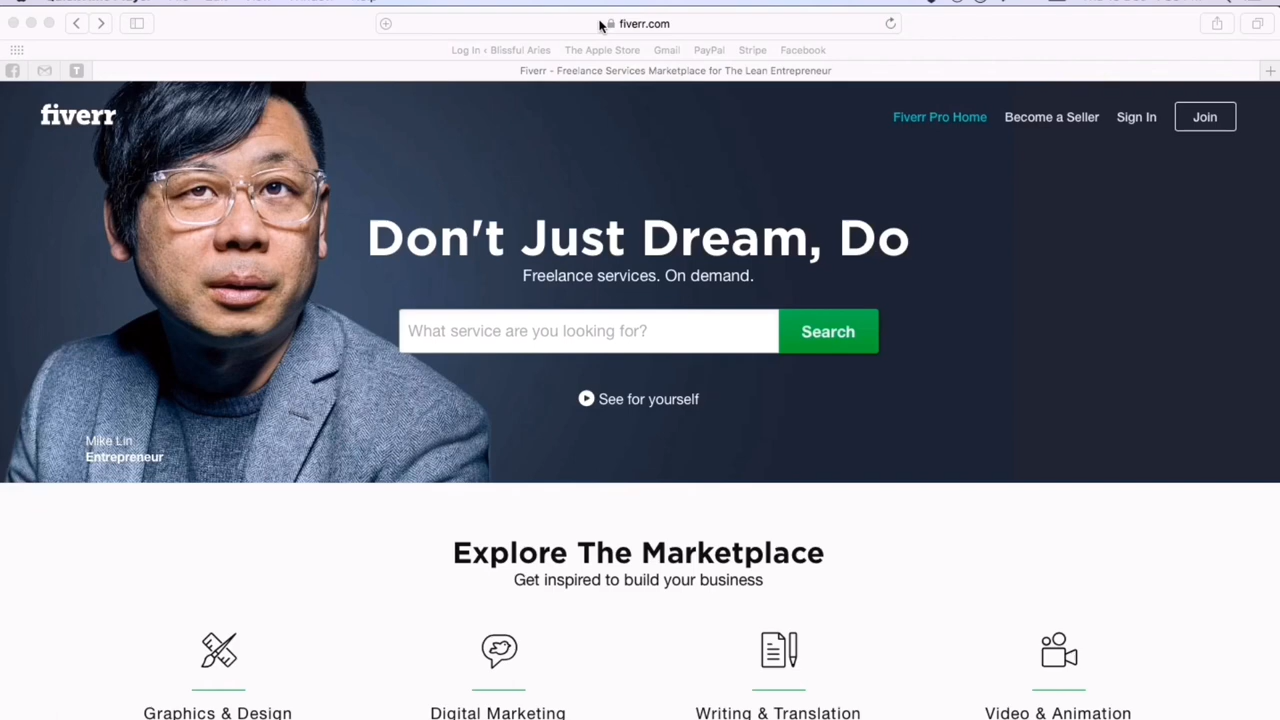 fiverr.com
Log In ‹ Blissful Aries The Apple Store Gmail PayPal Stripe Facebook
T
Fiverr - Freelance Services Marketplace for The Lean Entrepreneur
fiverr
Fiverr Pro Home Become a Seller Sign In Join
Don't Just Dream, Do
Freelance services. On demand.
What service are you looking for? Search
See for yourself
Mike Lin
Entrepreneur
Explore The Marketplace
Get inspired to build your business
Graphics & Design Digital Marketing Writing & Translation Video & Animation